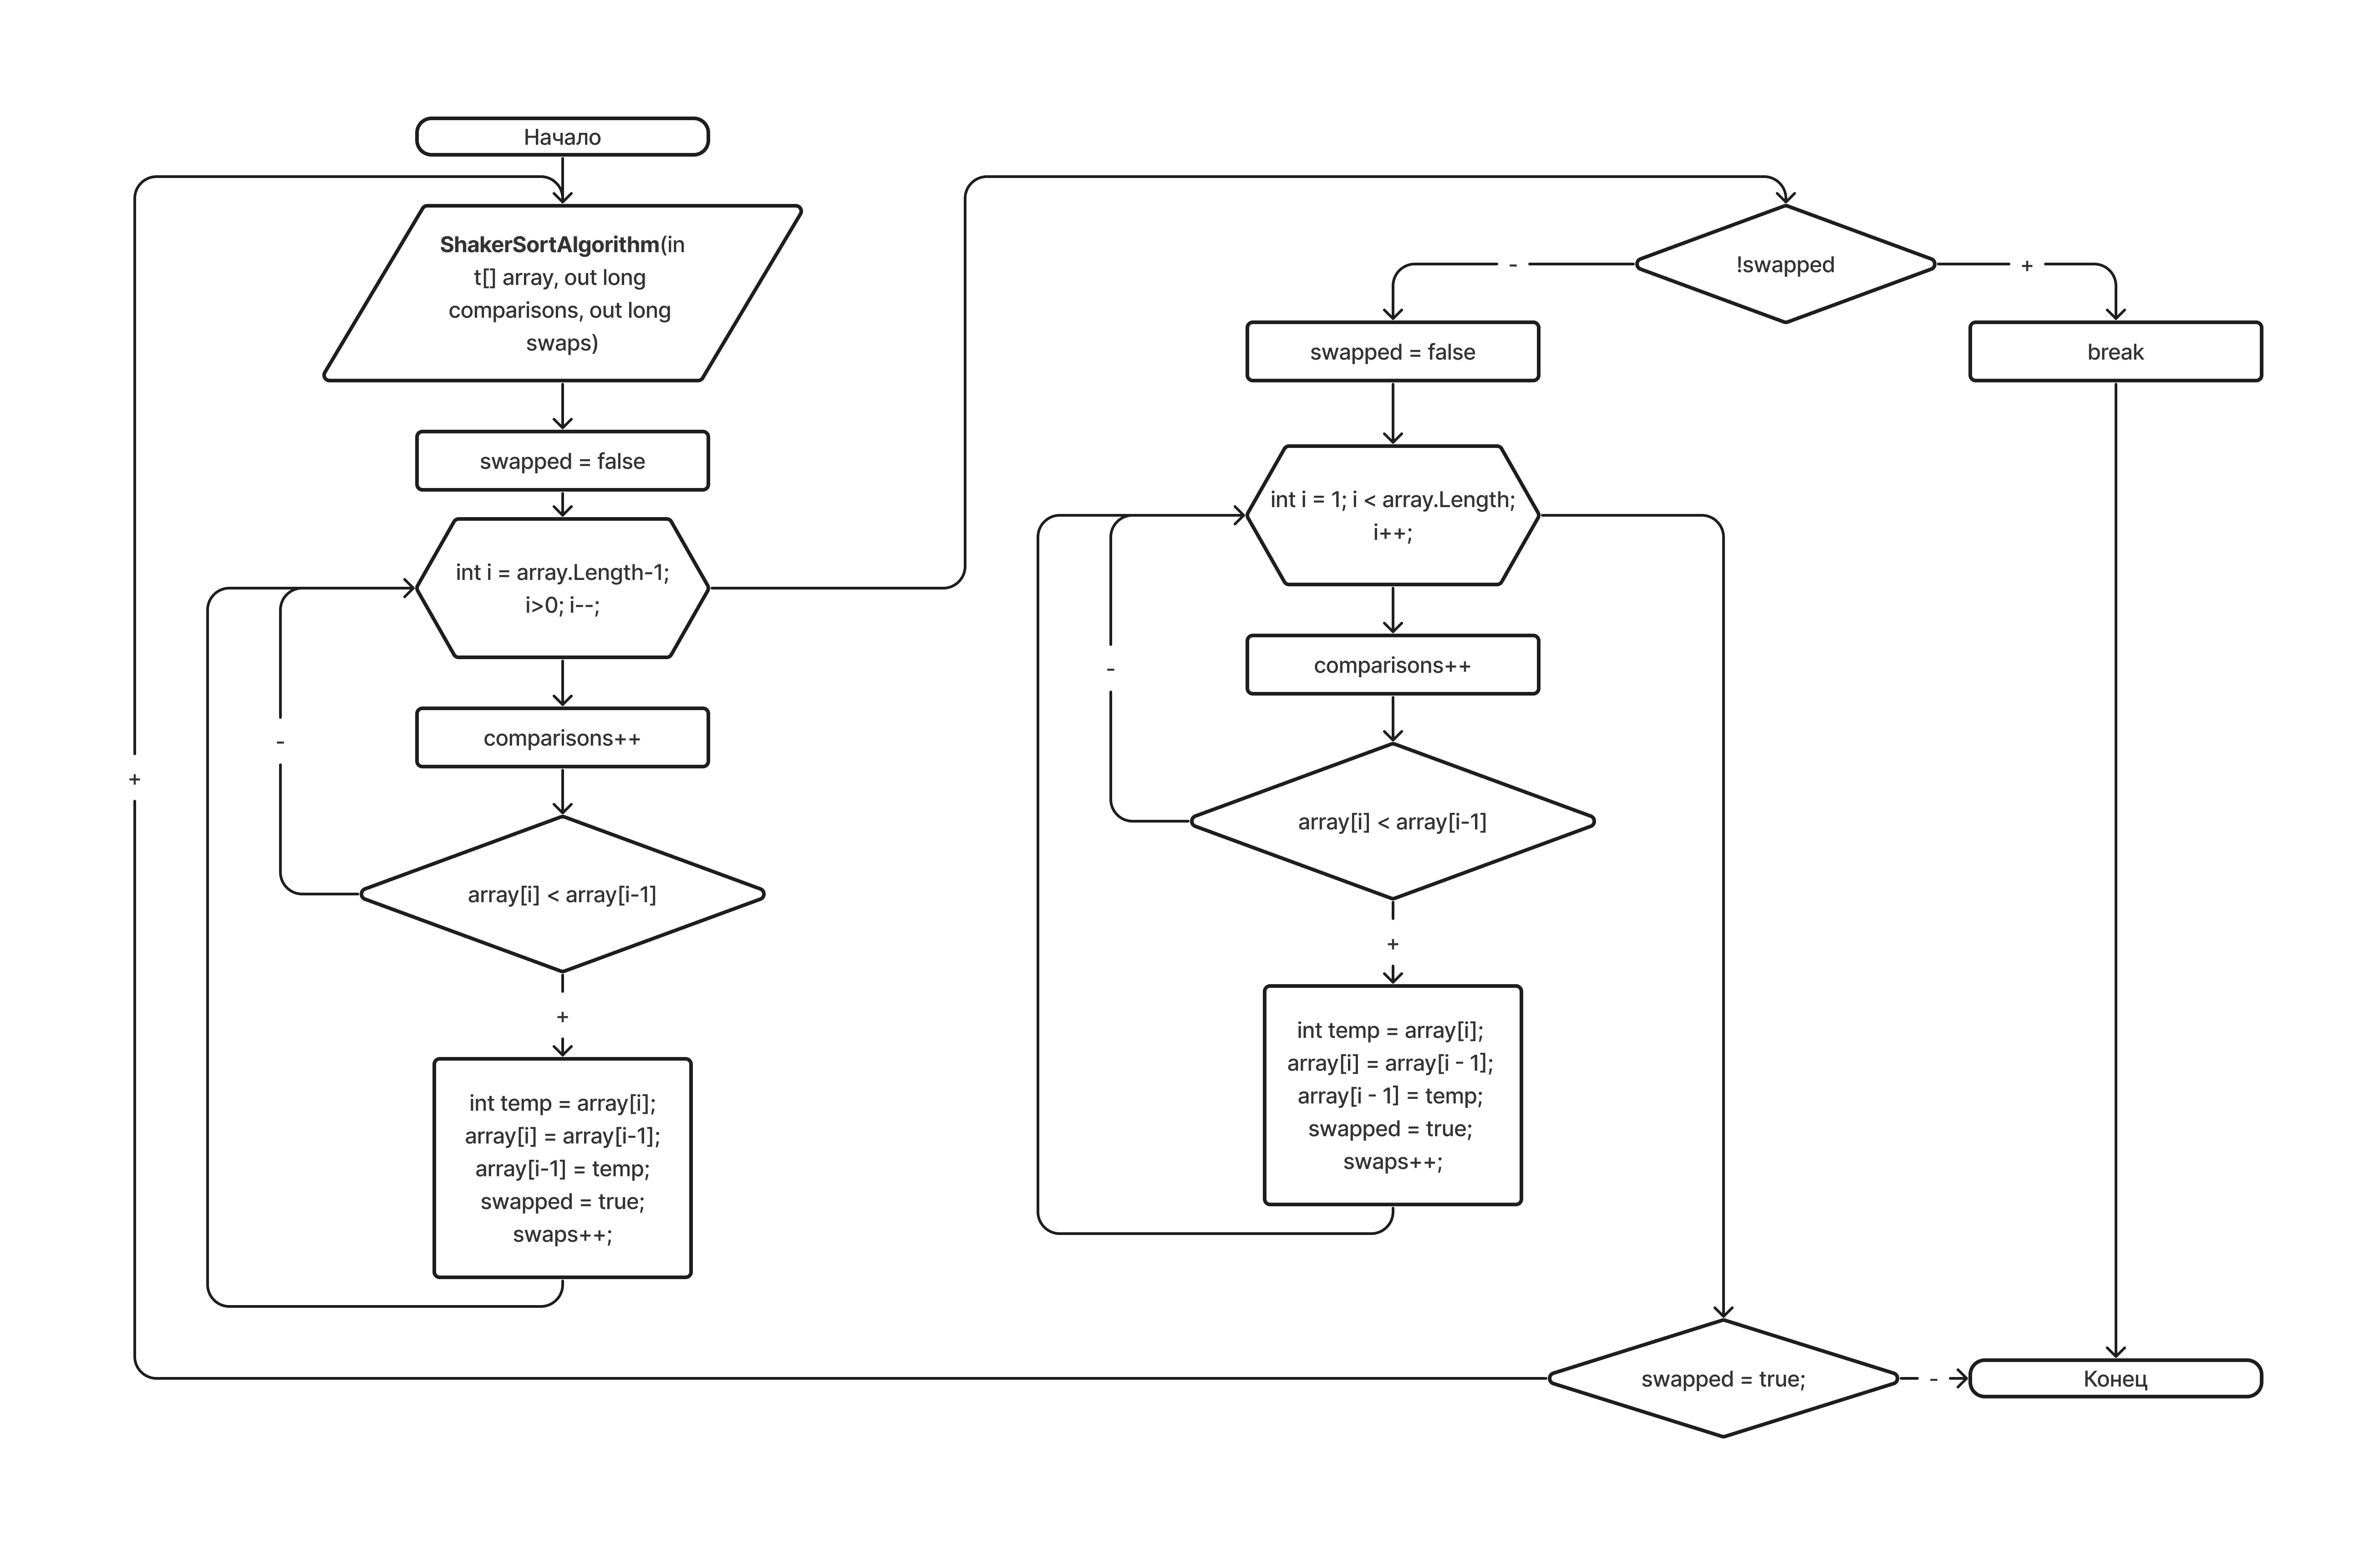 Начало
ShakerSortAlgorithm(in
t[] array, out long
comparisons, out long
swaps)
swapped = false
int i = array.Length-1;
i>0; i--;
comparisons++
-
+
array[i] < array[i-1]
+
int temp = array[i];
array[i] = array[i-1];
array[i-1] = temp;
swapped = true;
swaps++;
!swapped
-
+
swapped = false
break
int i = 1; i < array.Length;
i++;
comparisons++
-
array[i] < array[i-1]
+
int temp = array[i];
array[i] = array[i - 1];
array[i - 1] = temp;
swapped = true;
swaps++;
swapped = true;
-
Конец